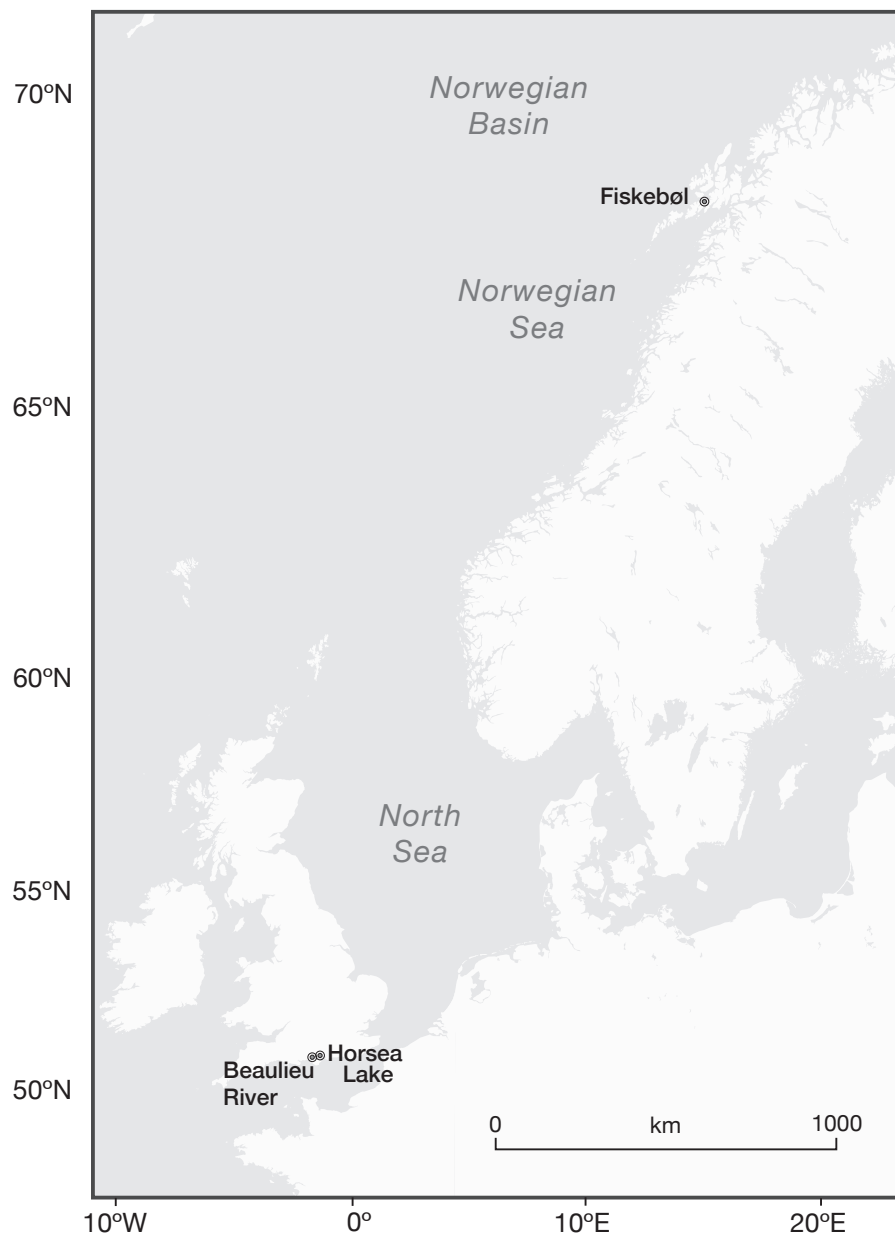 70ºN
Norwegian
Basin
Fiskebøl
Norwegian
Sea
65ºN
60ºN
North
Sea
55ºN
Horsea
Lake
Beaulieu
River
50ºN
0 km 1000
10ºW 0º 10ºE 20ºE